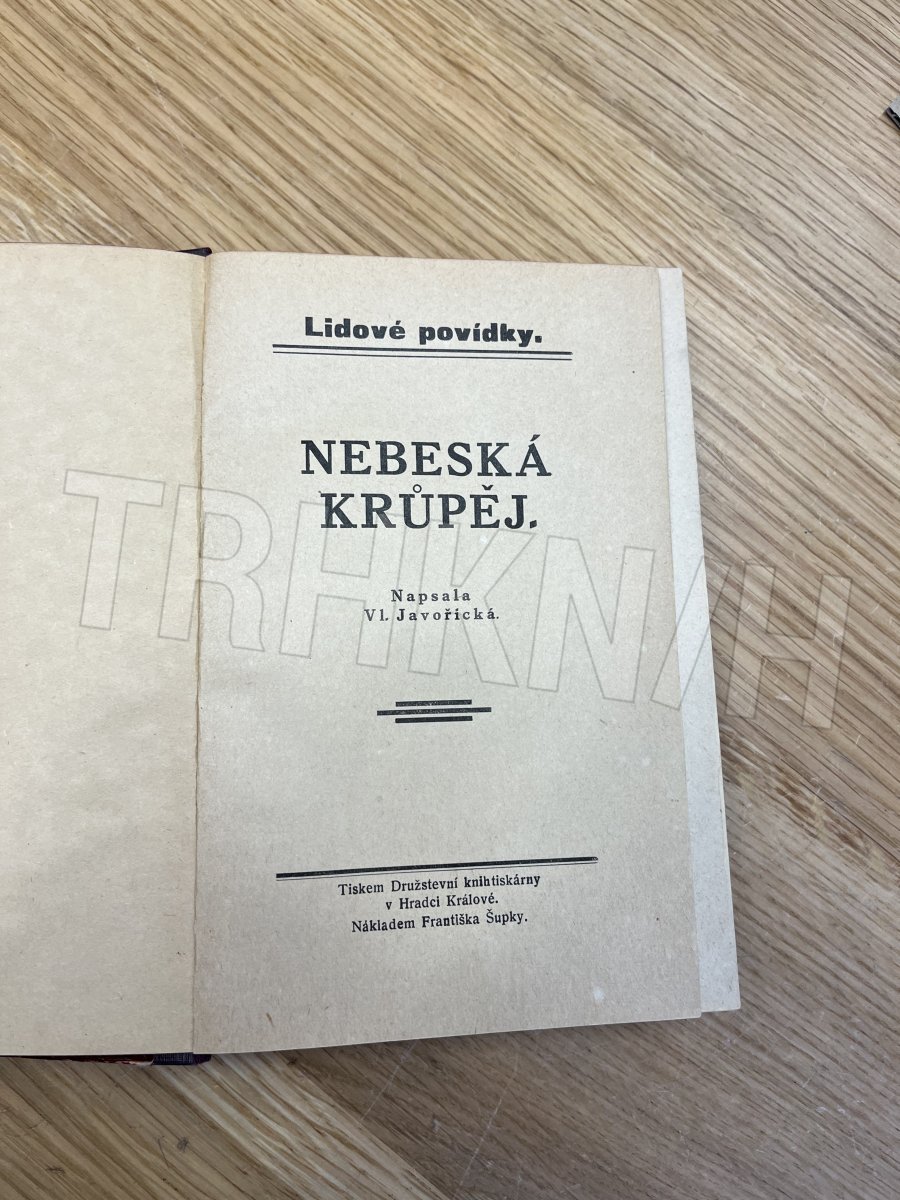 Lidové povídky.
NEBESKÁ
KRŮPĚJ.
Napsala
Vl. Javořická.
Tiskem Družstevní knihtiskárny
v Hradci Králové.
Nákladem Františka Šupky.
TRHKNIH